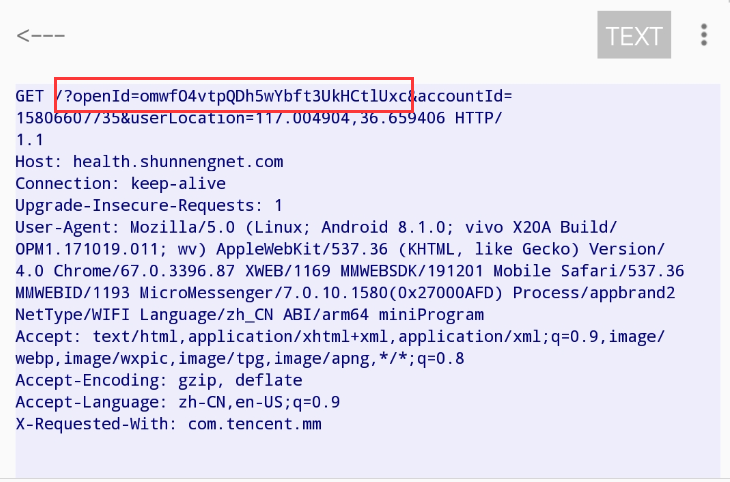 <---
TEXT
GET /?openId=omwfO4vtpQDh5wYbft3UkHCtlUxc&accountId=
15806607735&userLocation=117.004904,36.659406 HTTP/
1.1
Host: health.shunnengnet.com
Connection: keep-alive
Upgrade-Insecure-Requests: 1
User-Agent: Mozilla/5.0 (Linux; Android 8.1.0; vivo X20A Build/
OPM1.171019.011; wv) AppleWebKit/537.36 (KHTML, like Gecko) Version/
4.0 Chrome/67.0.3396.87 XWEB/1169 MMWEBSDK/191201 Mobile Safari/537.36
MMWEBID/1193 MicroMessenger/7.0.10.1580(0x27000AFD) Process/appbrand2
NetType/WIFI Language/zh_CN ABI/arm64 miniProgram
Accept: text/html,application/xhtml+xml,application/xml;q=0.9,image/
webp,image/wxpic,image/tpg,image/apng,*/*;q=0.8
Accept-Encoding: gzip, deflate
Accept-Language: zh-CN,en-US;q=0.9
X-Requested-With: com.tencent.mm